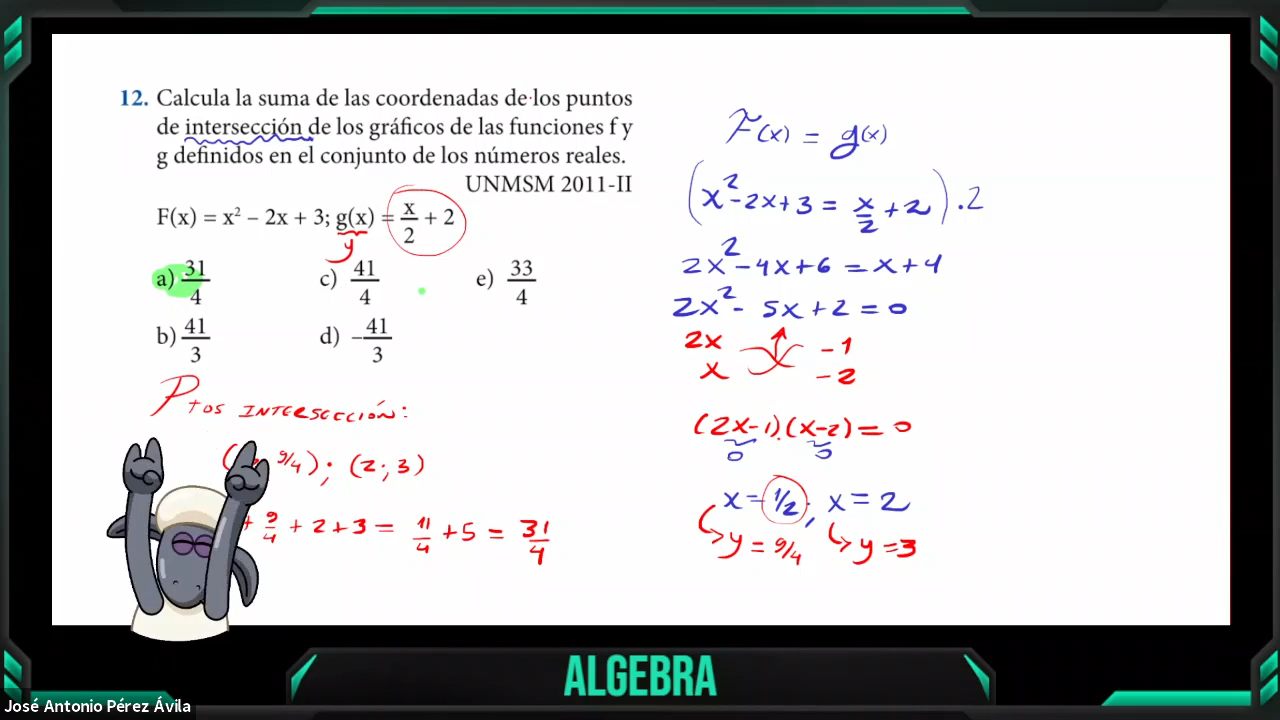 12. Calcula la suma de las coordenadas de los puntos
de intersección de los gráficos de las funciones f y
g definidos en el conjunto de los números reales.
UNMSM 2011-II
F(x) = x² – 2x + 3; g(x) = x/2 + 2
y
a) 31/4 c) 41/4 e) 33/4
b) 41/3 d) –41/3
Ptos INTERSECCIÓN:
9/4); (2; 3)
+ 9/4 + 2 + 3 = 11/4 + 5 = 31/4
F(x) = g(x)
(x² - 2x + 3 = x/2 + 2) . 2
2x² - 4x + 6 = x + 4
2x² - 5x + 2 = 0
2x -1
x -2
(2x-1).(x-2) = 0
0 0
x = 1/2, x = 2
y = 9/4 y = 3
ALGEBRA
José Antonio Pérez Ávila